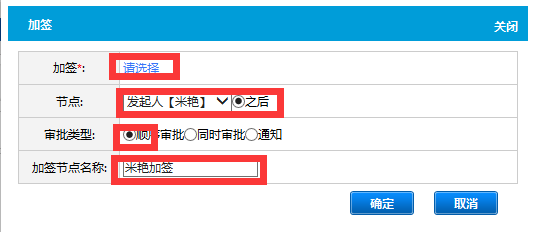 加签 关闭
加签*: 请选择
节点: 发起人【米艳】 之后
审批类型: 顺序审批 同时审批 通知
加签节点名称: 米艳加签
确定 取消